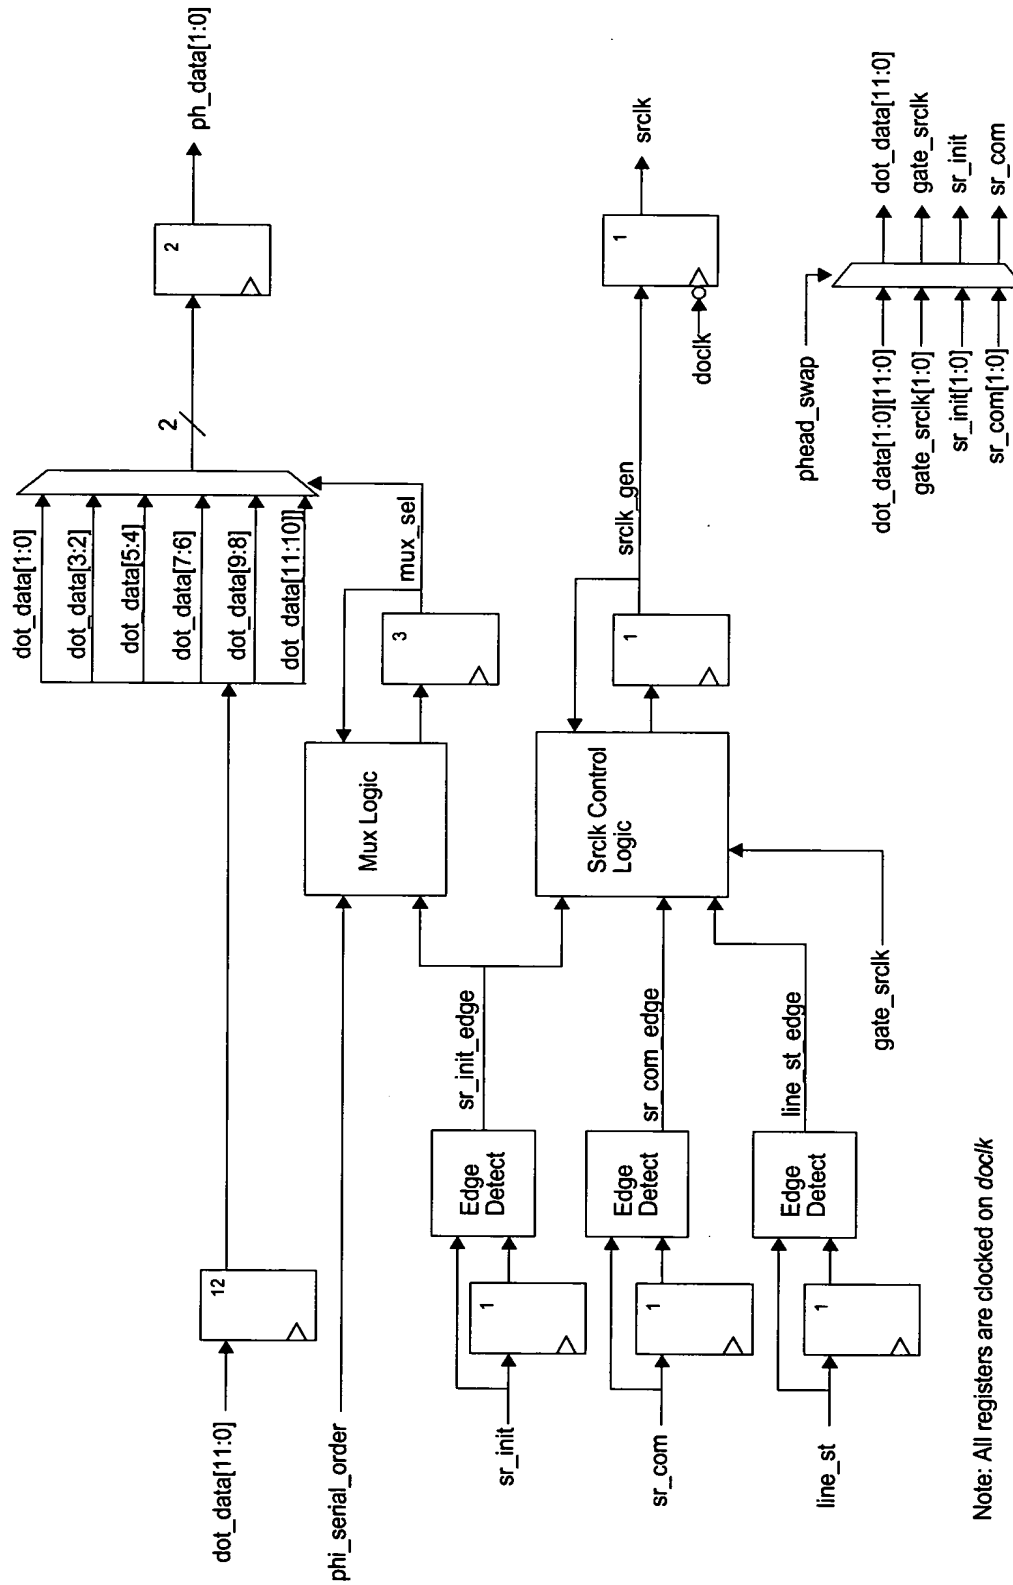 dot_data[11:0]
12
dot_data[1:0]
dot_data[3:2]
dot_data[5:4]
dot_data[7:6]
dot_data[9:8]
dot_data[11:10]]
2
2
ph_data[1:0]
phi_serial_order
Mux Logic
3
mux_sel
sr_init
1
Edge
Detect
sr_init_edge
sr_com
1
Edge
Detect
sr_com_edge
line_st
1
Edge
Detect
line_st_edge
gate_srclk
Srclk Control
Logic
1
srclk_gen
doclk
1
srclk
phead_swap
dot_data[1:0][11:0]
gate_srclk[1:0]
sr_init[1:0]
sr_com[1:0]
dot_data[11:0]
gate_srclk
sr_init
sr_com
Note: All registers are clocked on doclk